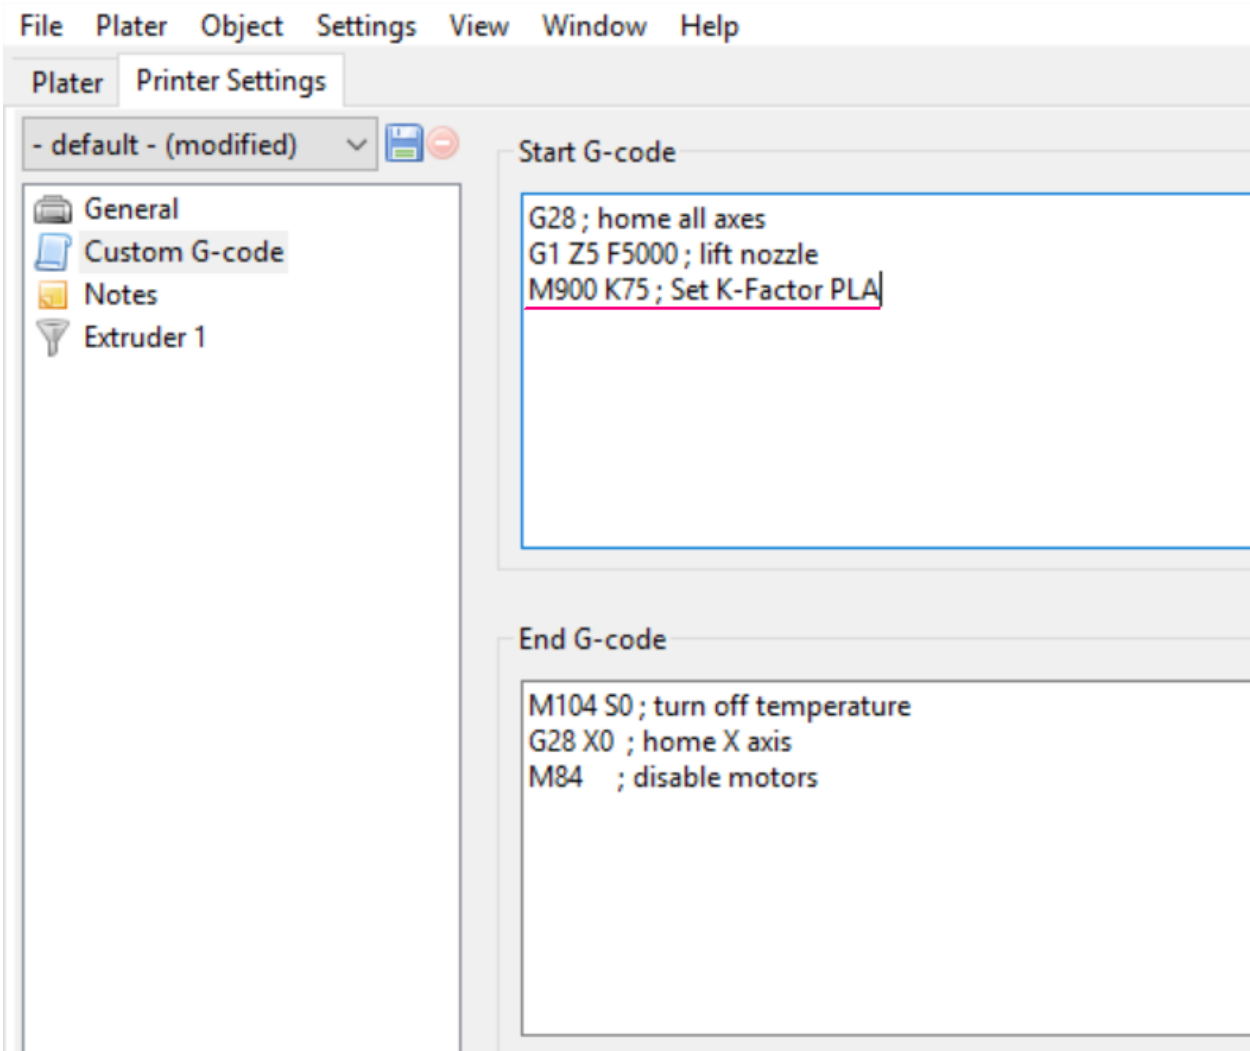 File Plater Object Settings View Window Help
Plater Printer Settings
- default - (modified)
General
Custom G-code
Notes
Extruder 1
Start G-code
G28 ; home all axes
G1 Z5 F5000 ; lift nozzle
M900 K75 ; Set K-Factor PLA
End G-code
M104 S0 ; turn off temperature
G28 X0  ; home X axis
M84     ; disable motors